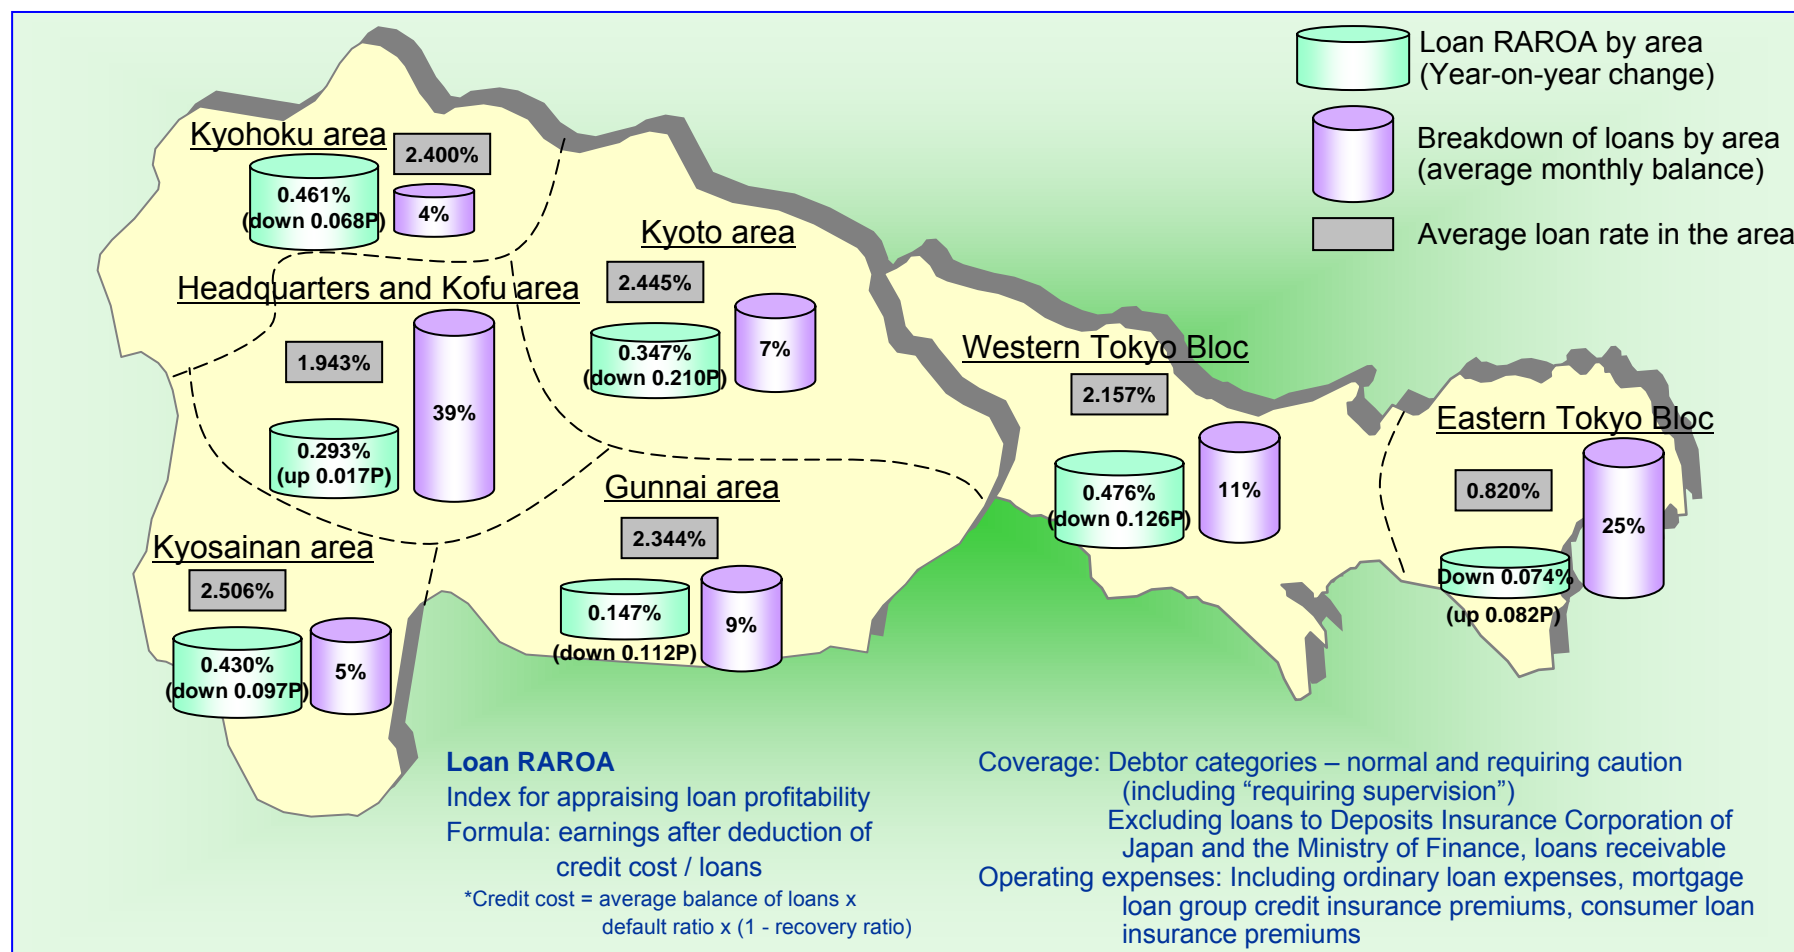 Loan RAROA by area
(Year-on-year change)
Breakdown of loans by area
(average monthly balance)
Average loan rate in the area
Kyohoku area
2.400%
0.461%
(down 0.068P)
4%
Kyoto area
2.445%
0.347%
(down 0.210P)
7%
Headquarters and Kofu area
1.943%
39%
0.293%
(up 0.017P)
Western Tokyo Bloc
2.157%
0.476%
(down 0.126P)
11%
Eastern Tokyo Bloc
0.820%
25%
Down 0.074%
(up 0.082P)
Gunnai area
2.344%
0.147%
(down 0.112P)
9%
Kyosainan area
2.506%
0.430%
(down 0.097P)
5%
Loan RAROA
Index for appraising loan profitability
Formula: earnings after deduction of
credit cost / loans
*Credit cost = average balance of loans x
default ratio x (1 - recovery ratio)
Coverage: Debtor categories – normal and requiring caution
(including “requiring supervision”)
Excluding loans to Deposits Insurance Corporation of
Japan and the Ministry of Finance, loans receivable
Operating expenses: Including ordinary loan expenses, mortgage
loan group credit insurance premiums, consumer loan
insurance premiums